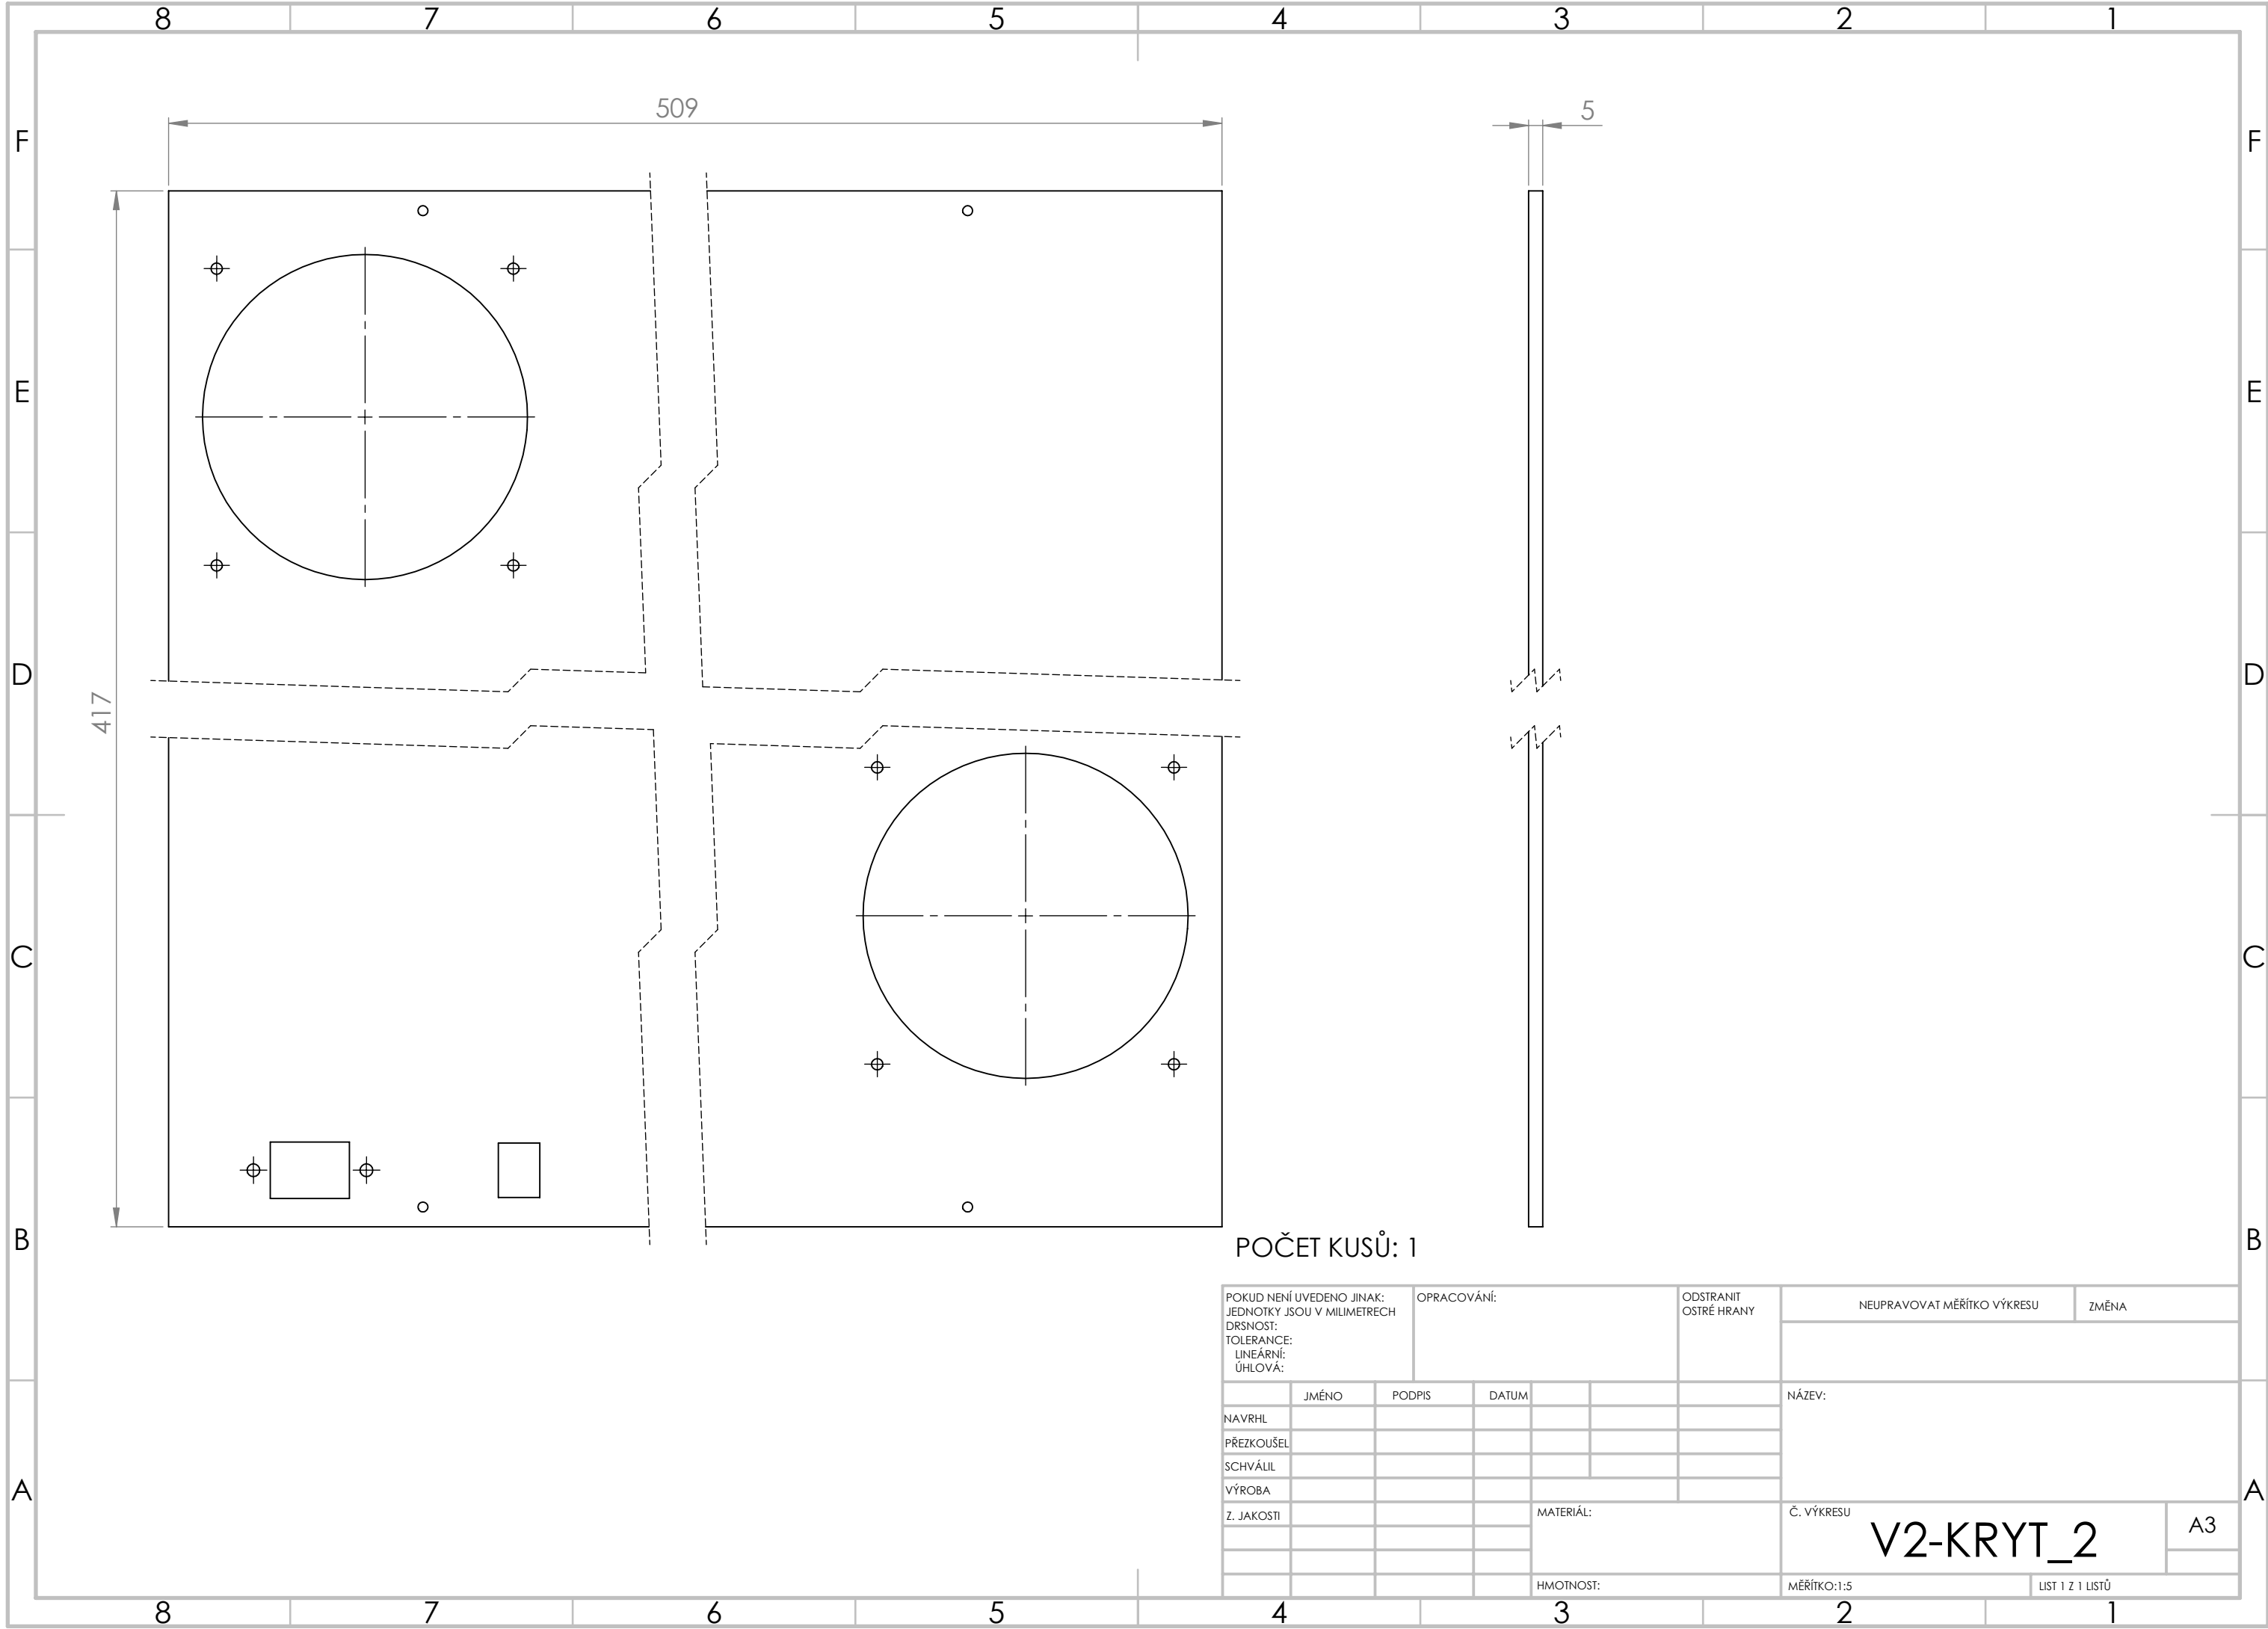 8 7 6 5 4 3 2 1
509
5
F F
E E
D D
417
C C
B B
POČET KUSŮ: 1
POKUD NENÍ UVEDENO JINAK:
JEDNOTKY JSOU V MILIMETRECH
DRSNOST:
TOLERANCE:
LINEÁRNÍ:
ÚHLOVÁ:
OPRACOVÁNÍ:
ODSTRANIT
OSTRÉ HRANY
NEUPRAVOVAT MĚŘÍTKO VÝKRESU
ZMĚNA
JMÉNO PODPIS DATUM
NÁZEV:
NAVRHL
PŘEZKOUŠEL
SCHVÁLIL
VÝROBA
A A
Z. JAKOSTI
MATERIÁL:
Č. VÝKRESU
V2-KRYT_2
A3
HMOTNOST:
MĚŘÍTKO:1:5
LIST 1 Z 1 LISTŮ
8 7 6 5 4 3 2 1